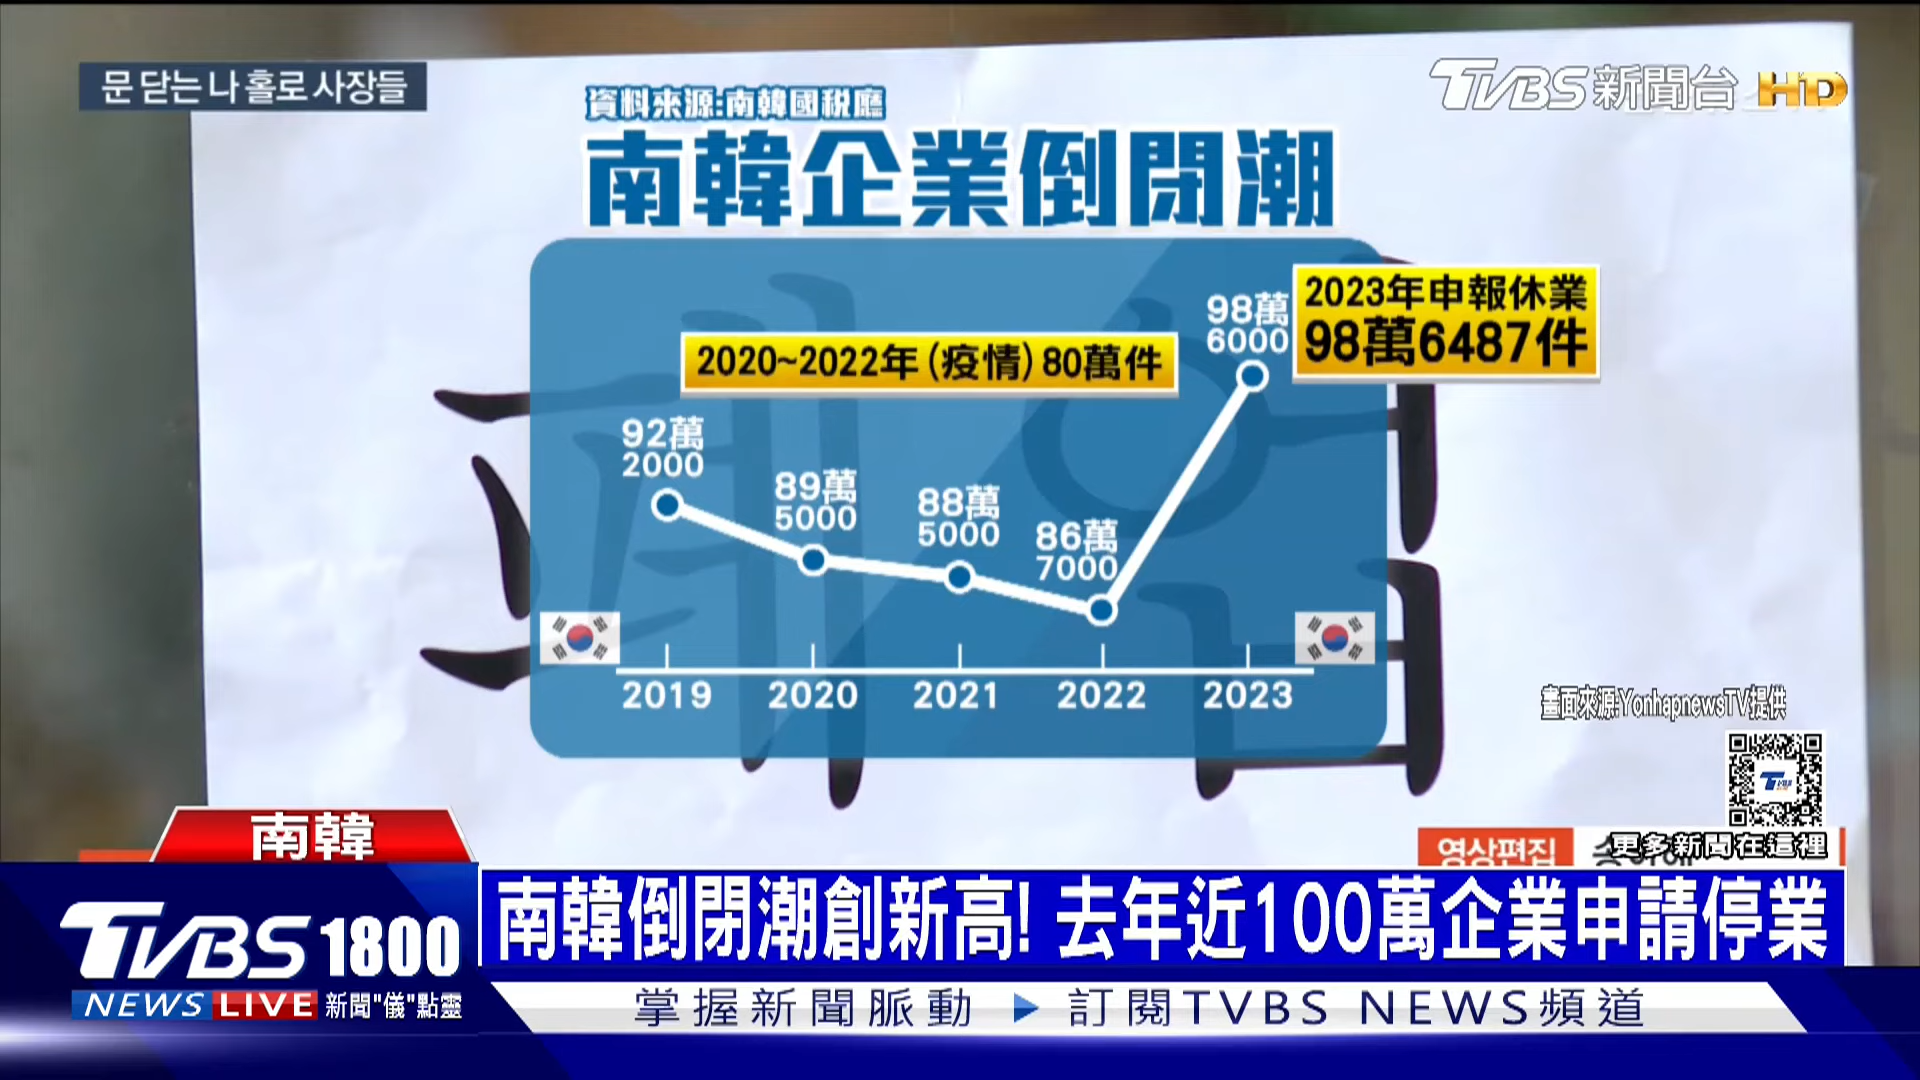 문 닫는 나 홀로 사장들
TVBS新聞台 HD
資料來源:南韓國稅廳
南韓企業倒閉潮
2023年申報休業
98萬6487件
2020~2022年(疫情)80萬件
92萬
2000
89萬
5000
88萬
5000
86萬
7000
98萬
6000
2019 2020 2021 2022 2023
폐업
畫面來源:YonhapnewsTV提供
TVBS
更多新聞在這裡
영상편집
南韓
南韓倒閉潮創新高! 去年近100萬企業申請停業
TVBS 1800
NEWS LIVE 新聞"儀"點靈
掌握新聞脈動 ▶ 訂閱TVBS NEWS頻道